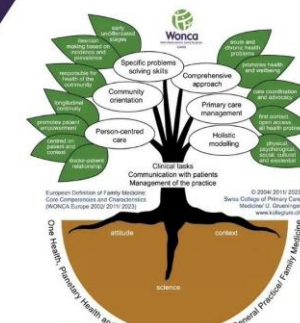 Wonca
early
undifferentiated
stages
decision
making based on
incidence and
prevalence
responsible for
health of the
community
longitudinal
continuity
promotes patient
empowerment
centred on
patient and
context
doctor-patient
relationship
acute and
chronic health
problems
promotes health
and wellbeing
care coordination
and advocacy
first contact,
open access,
all health problems
physical,
psychological,
social, cultural
and existential
Specific problems
solving skills
Comprehensive
approach
Community
orientation
Primary care
management
Person-centred
care
Holistic
modelling
Clinical tasks
Communication with patients
Management of the practice
European Definition of Family Medicine:
Core Competencies and Characteristics
(WONCA Europe 2002/ 2011/ 2023)
© 2004/ 2011/ 2023
Swiss College of Primary Care
Medicine/ U. Grueninger
www.kollegium.ch
attitude
context
science
One Health, Planetary Health and
General Practice/ Family Medicine